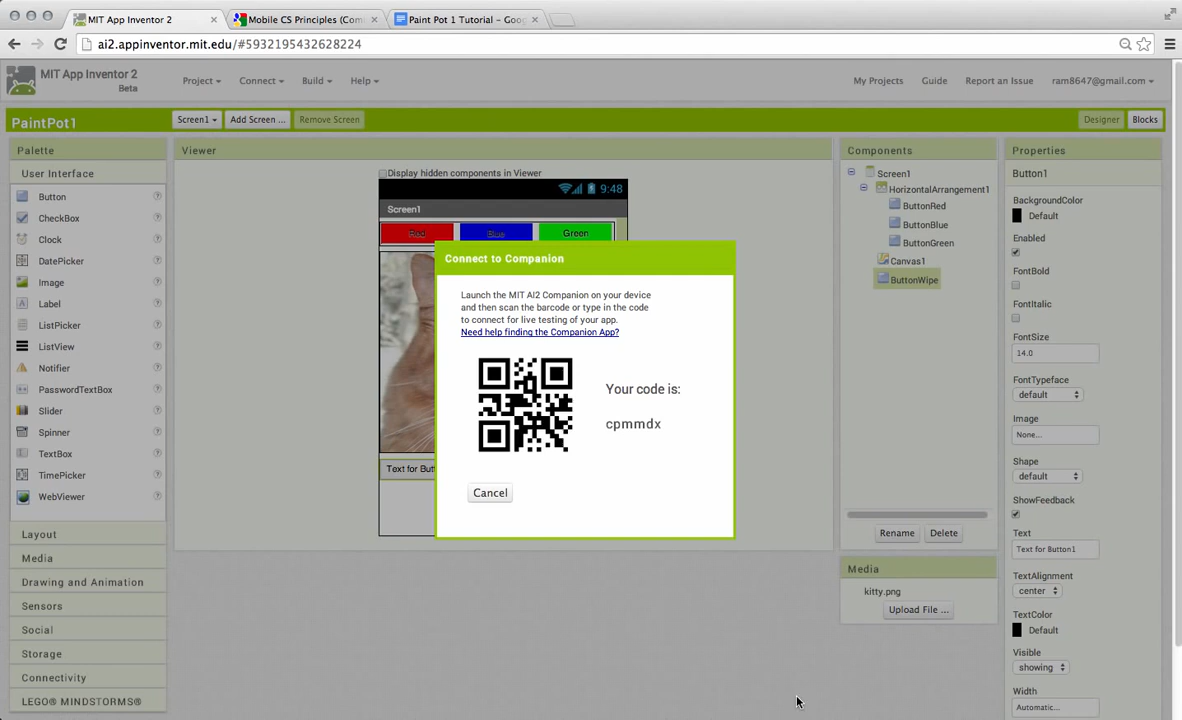 MIT App Inventor 2
Mobile CS Principles (Com
Paint Pot 1 Tutorial – Goog
ai2.appinventor.mit.edu/#5932195432628224
MIT App Inventor 2
Beta
Project
Connect
Build
Help
My Projects
Guide
Report an Issue
ram8647@gmail.com
PaintPot1
Screen1
Add Screen ...
Remove Screen
Designer
Blocks
Palette
User Interface
Button
CheckBox
Clock
DatePicker
Image
Label
ListPicker
ListView
Notifier
PasswordTextBox
Slider
Spinner
TextBox
TimePicker
WebViewer
Layout
Media
Drawing and Animation
Sensors
Social
Storage
Connectivity
LEGO® MINDSTORMS®
Viewer
Display hidden components in Viewer
9:48
Screen1
Red
Blue
Green
Text for But
Connect to Companion
Launch the MIT AI2 Companion on your device
and then scan the barcode or type in the code
to connect for live testing of your app.
Need help finding the Companion App?
Your code is:
cpmmdx
Cancel
Components
Screen1
HorizontalArrangement1
ButtonRed
ButtonBlue
ButtonGreen
Canvas1
ButtonWipe
Rename
Delete
Media
kitty.png
Upload File ...
Properties
Button1
BackgroundColor
Default
Enabled
FontBold
FontItalic
FontSize
14.0
FontTypeface
default
Image
None...
Shape
default
ShowFeedback
Text
Text for Button1
TextAlignment
center
TextColor
Default
Visible
showing
Width
Automatic...